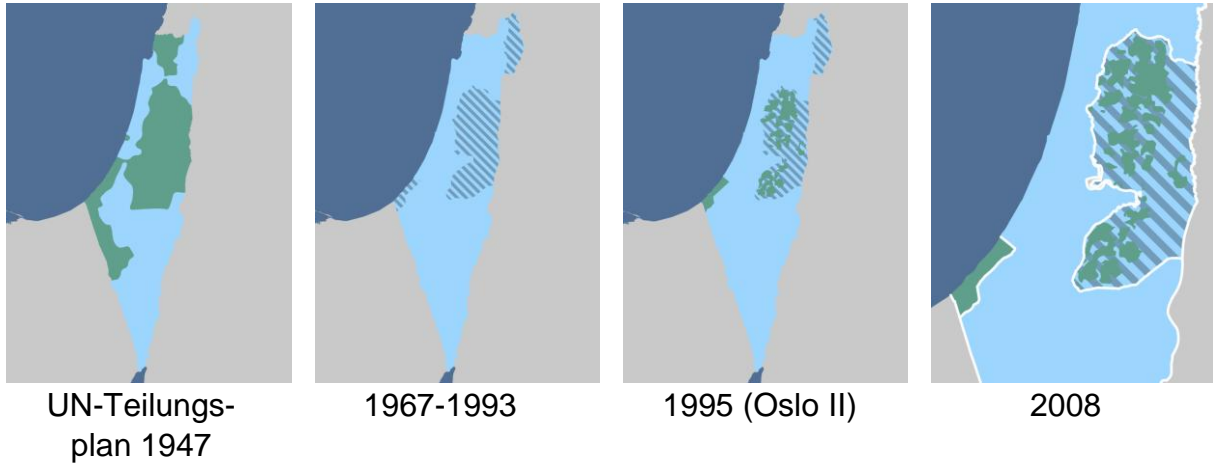 UN-Teilungs-
plan 1947
1967-1993
1995 (Oslo II)
2008